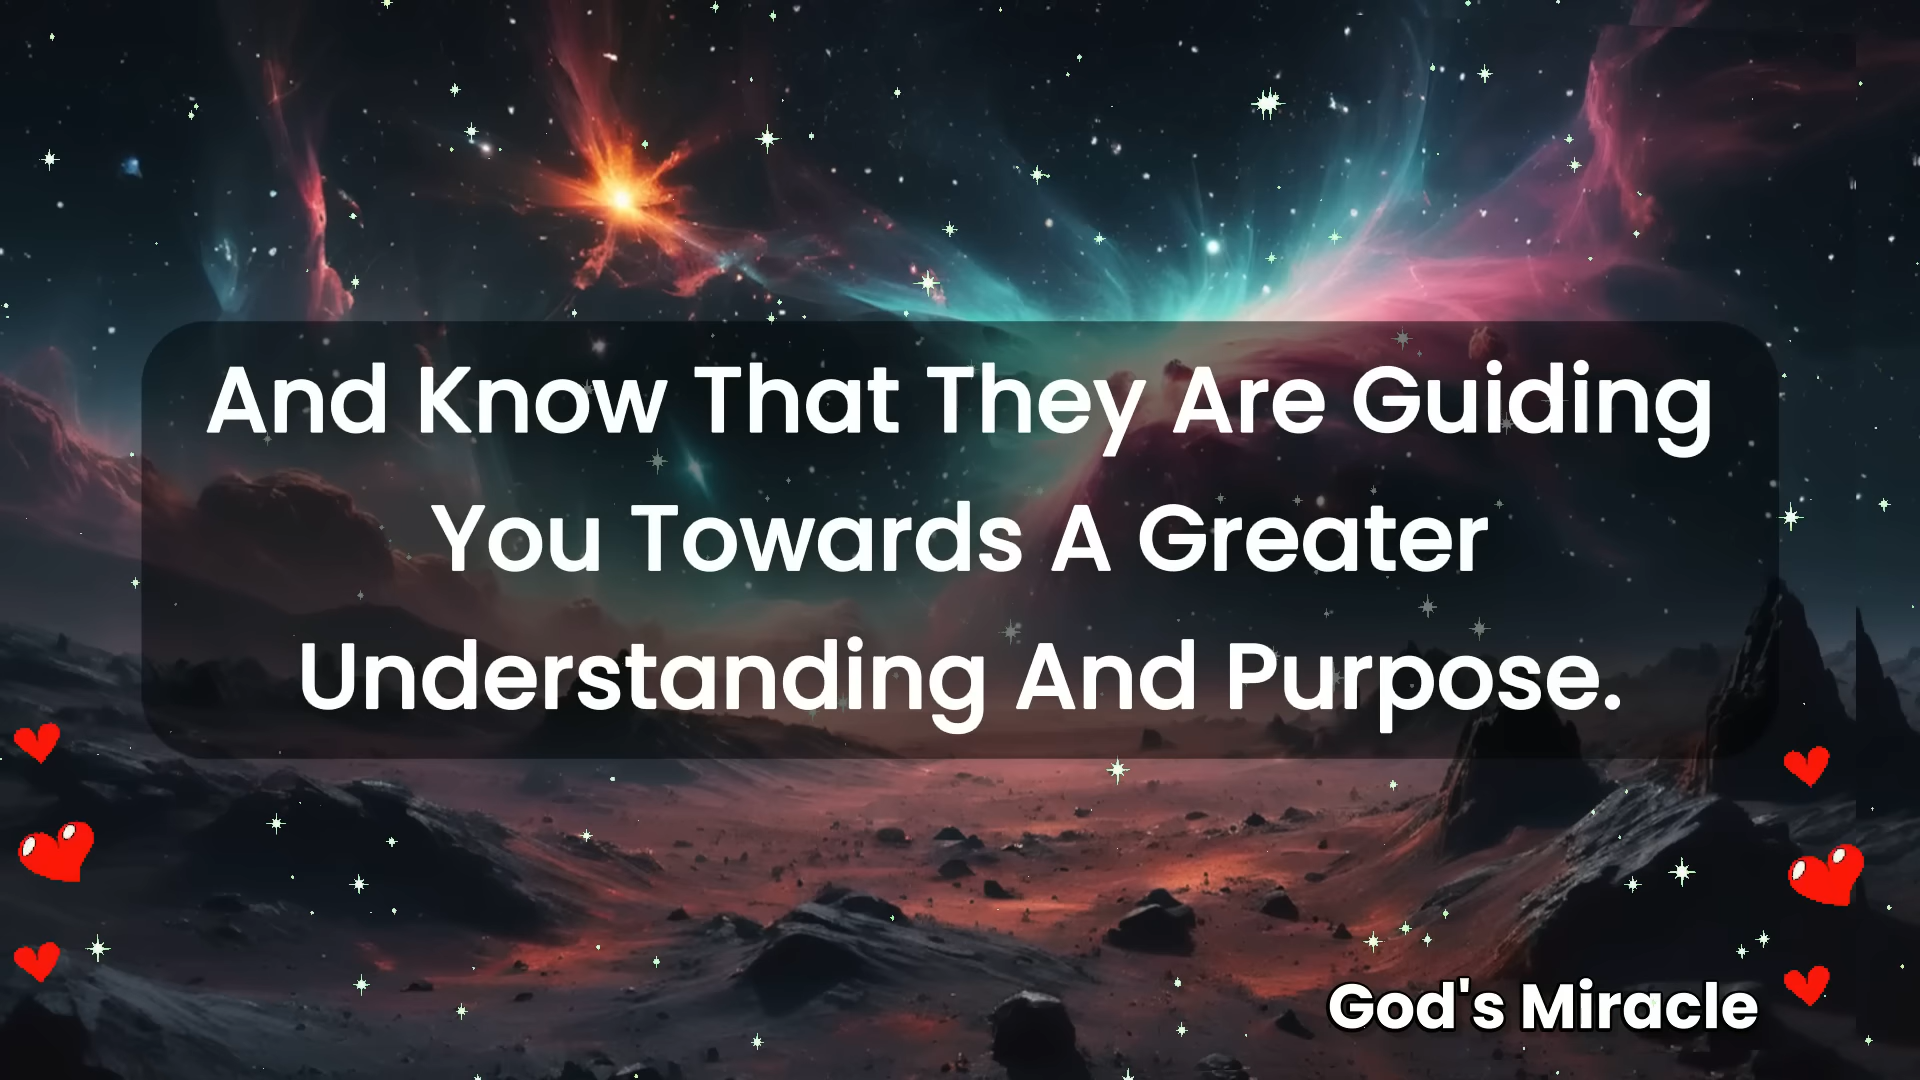 And Know That They Are Guiding
You Towards A Greater
Understanding And Purpose.
God's Miracle